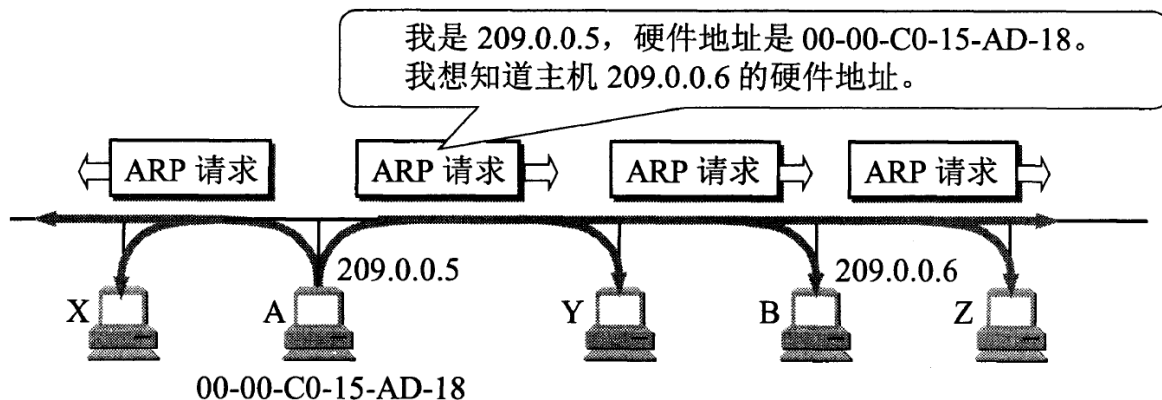 我是 209.0.0.5，硬件地址是 00-00-C0-15-AD-18。
我想知道主机 209.0.0.6 的硬件地址。
ARP 请求 ARP 请求 ARP 请求 ARP 请求
209.0.0.5 209.0.0.6
X A Y B Z
00-00-C0-15-AD-18